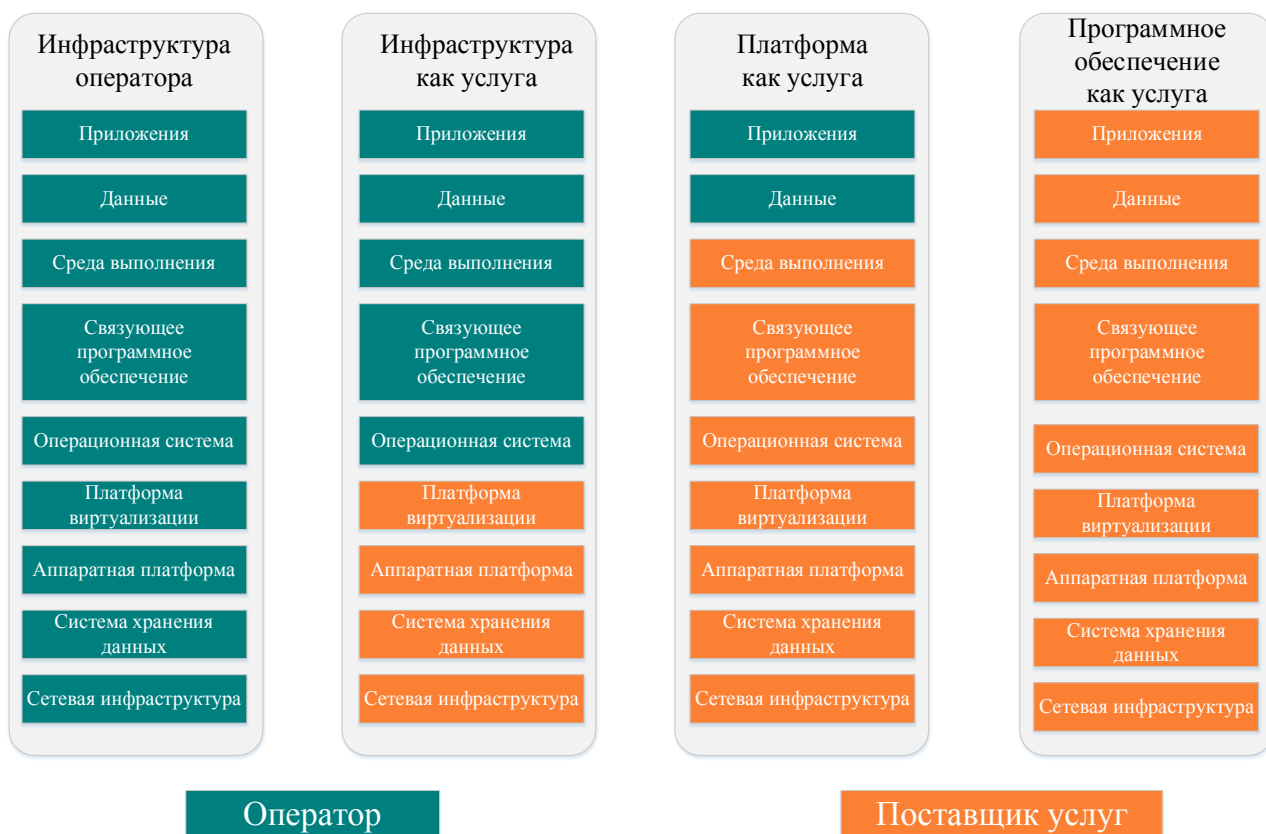 Инфраструктура
оператора
Приложения
Данные
Среда выполнения
Связующее
программное
обеспечение
Операционная система
Платформа
виртуализации
Аппаратная платформа
Система хранения
данных
Сетевая инфраструктура
Инфраструктура
как услуга
Приложения
Данные
Среда выполнения
Связующее
программное
обеспечение
Операционная система
Платформа
виртуализации
Аппаратная платформа
Система хранения
данных
Сетевая инфраструктура
Платформа
как услуга
Приложения
Данные
Среда выполнения
Связующее
программное
обеспечение
Операционная система
Платформа
виртуализации
Аппаратная платформа
Система хранения
данных
Сетевая инфраструктура
Программное
обеспечение
как услуга
Приложения
Данные
Среда выполнения
Связующее
программное
обеспечение
Операционная система
Платформа
виртуализации
Аппаратная платформа
Система хранения
данных
Сетевая инфраструктура
Оператор
Поставщик услуг